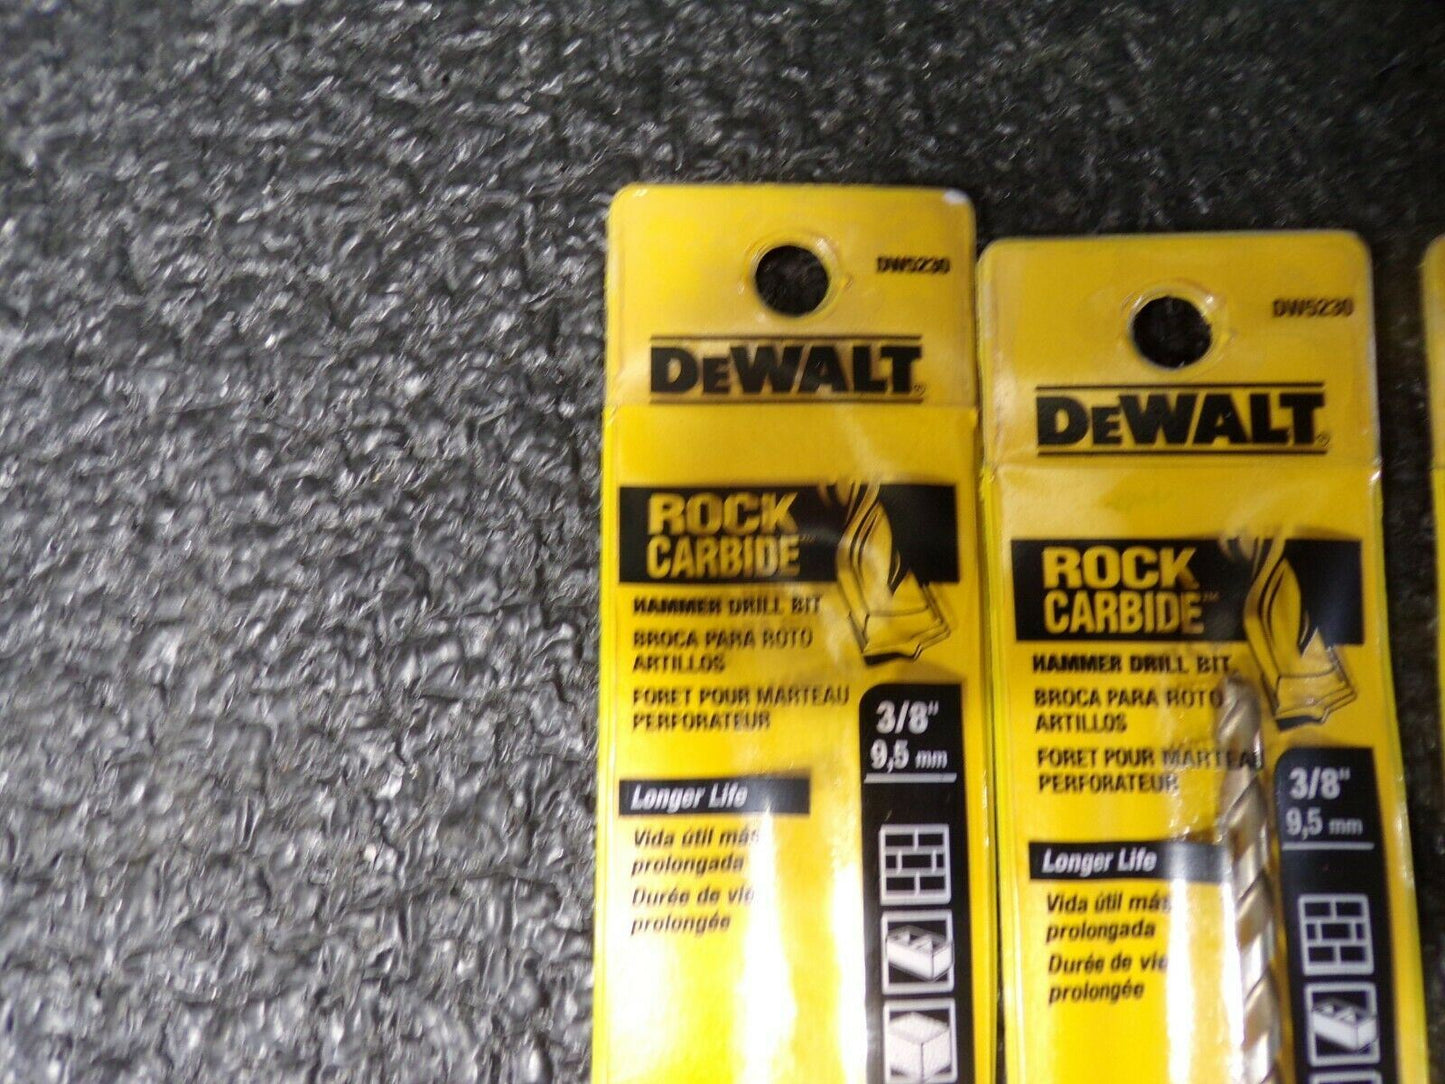 DW5230
DEWALT®
ROCK
CARBIDE™
HAMMER DRILL BIT
BROCA PARA ROTO
ARTILLOS
FORET POUR MARTEAU
PERFORATEUR
3/8"
9,5 mm
Longer Life
Vida útil más
prolongada
Durée de vie
prolongée
DW5230
DEWALT®
ROCK
CARBIDE™
HAMMER DRILL BIT
BROCA PARA ROTO
ARTILLOS
FORET POUR MARTEAU
PERFORATEUR
3/8"
9,5 mm
Longer Life
Vida útil más
prolongada
Durée de vie
prolongée